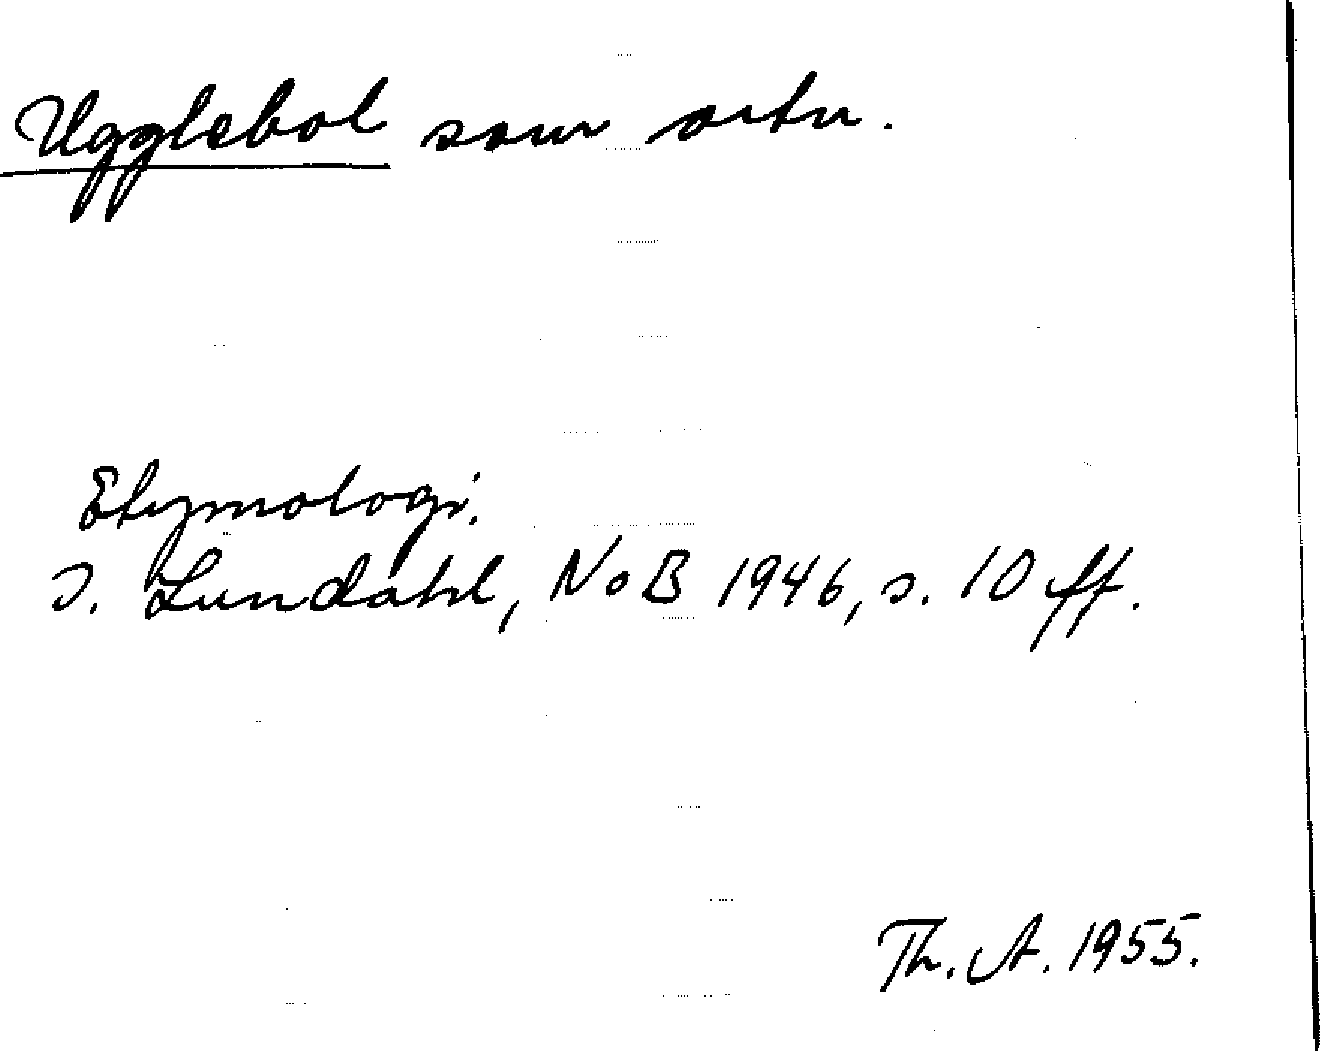 Ugglebol som ortn.
Etymologi.
I. Lundahl, NoB 1946, s. 10 ff.
Th. A. 1955.